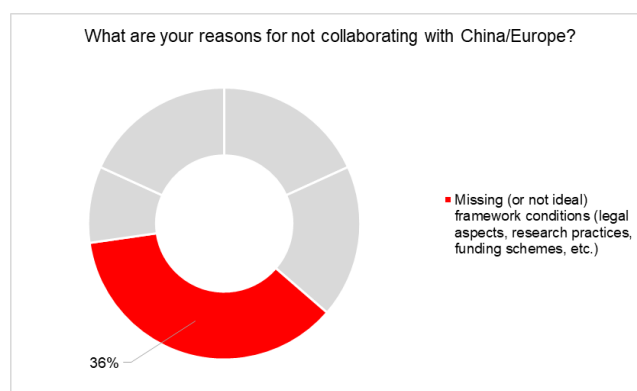 What are your reasons for not collaborating with China/Europe?
Missing (or not ideal)
framework conditions (legal
aspects, research practices,
funding schemes, etc.)
36%